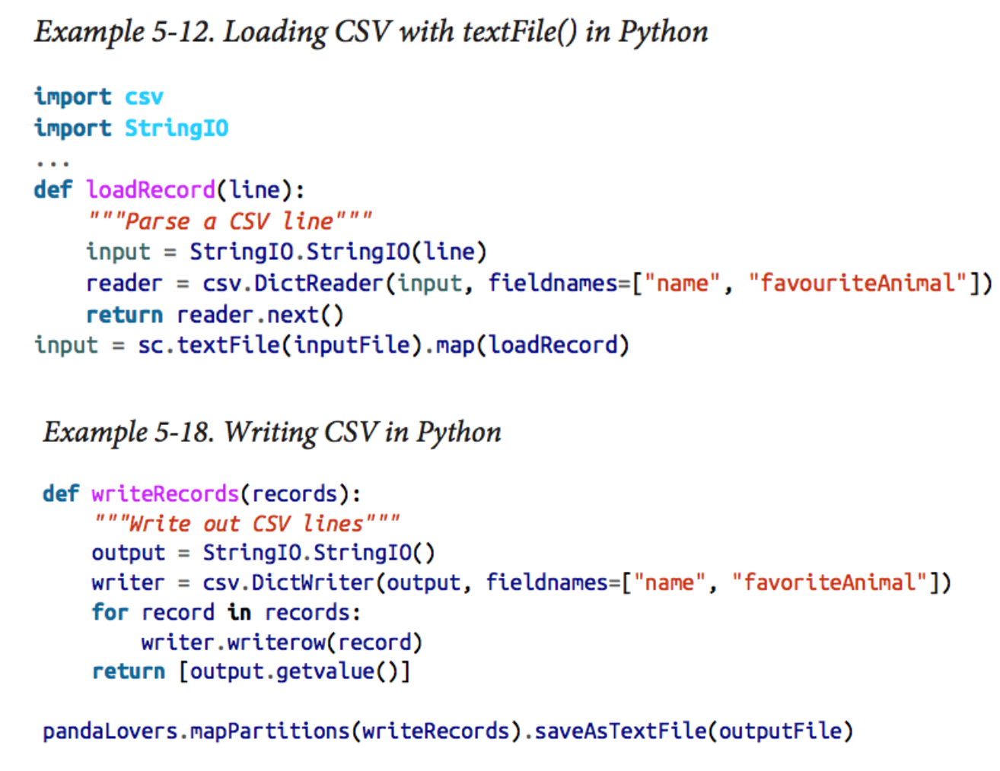 Example 5-12. Loading CSV with textFile() in Python
import csv
import StringIO
...
def loadRecord(line):
    """Parse a CSV line"""
    input = StringIO.StringIO(line)
    reader = csv.DictReader(input, fieldnames=["name", "favouriteAnimal"])
    return reader.next()
input = sc.textFile(inputFile).map(loadRecord)
Example 5-18. Writing CSV in Python
def writeRecords(records):
    """Write out CSV lines"""
    output = StringIO.StringIO()
    writer = csv.DictWriter(output, fieldnames=["name", "favoriteAnimal"])
    for record in records:
        writer.writerow(record)
    return [output.getvalue()]
pandaLovers.mapPartitions(writeRecords).saveAsTextFile(outputFile)